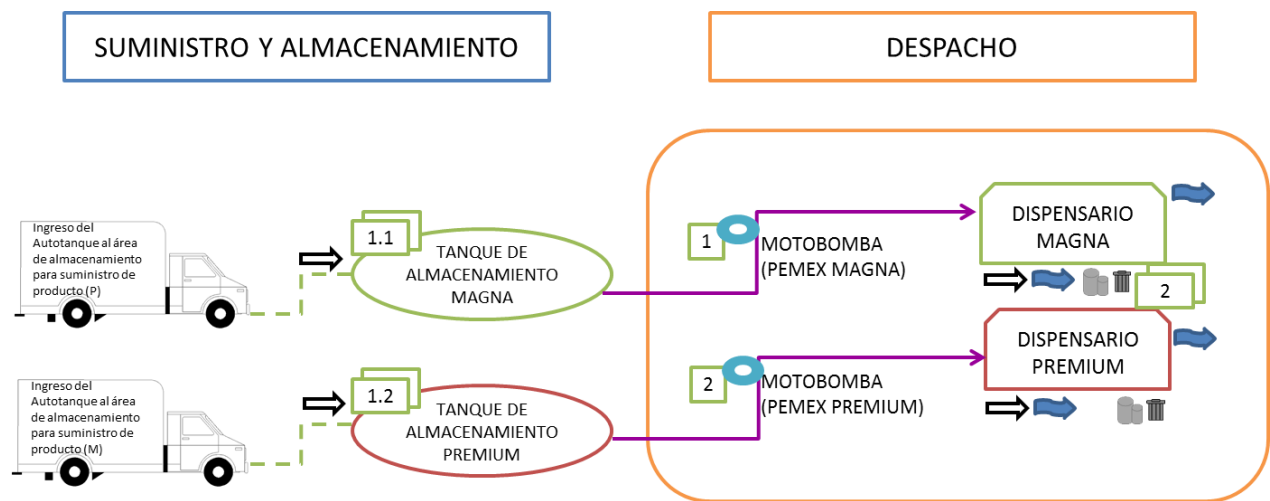 SUMINISTRO Y ALMACENAMIENTO
DESPACHO
Ingreso del
Autotanque al área
de almacenamiento
para suministro de
producto (P)
1.1
TANQUE DE
ALMACENAMIENTO
MAGNA
1
MOTOBOMBA
(PEMEX MAGNA)
DISPENSARIO
MAGNA
2
Ingreso del
Autotanque al área
de almacenamiento
para suministro de
producto (M)
1.2
TANQUE DE
ALMACENAMIENTO
PREMIUM
2
MOTOBOMBA
(PEMEX PREMIUM)
DISPENSARIO
PREMIUM